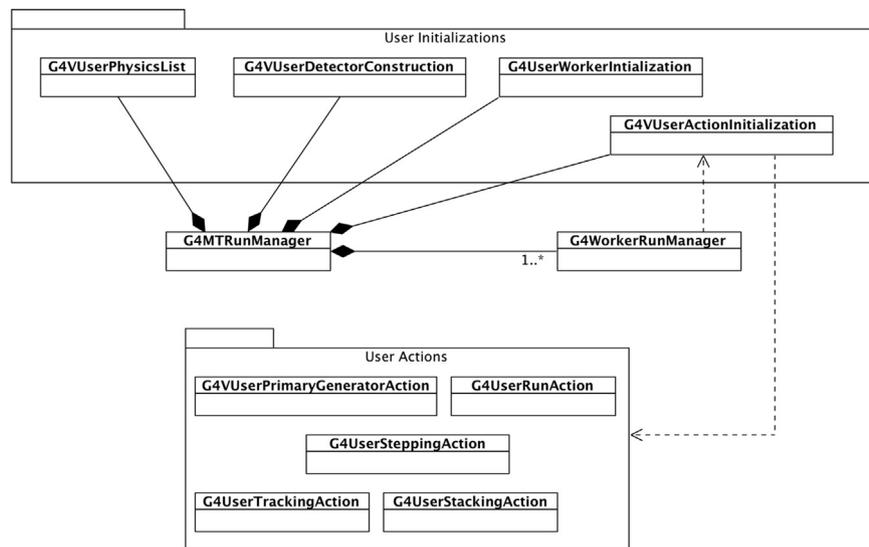 User Initializations
G4VUserPhysicsList
G4VUserDetectorConstruction
G4UserWorkerIntialization
G4VUserActionInitialization
G4MTRunManager
G4WorkerRunManager
1..*
User Actions
G4VUserPrimaryGeneratorAction
G4UserRunAction
G4UserSteppingAction
G4UserTrackingAction
G4UserStackingAction